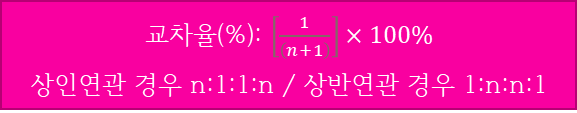 교차율(%): [1/(n+1)] × 100%
상인연관 경우 n:1:1:n / 상반연관 경우 1:n:n:1